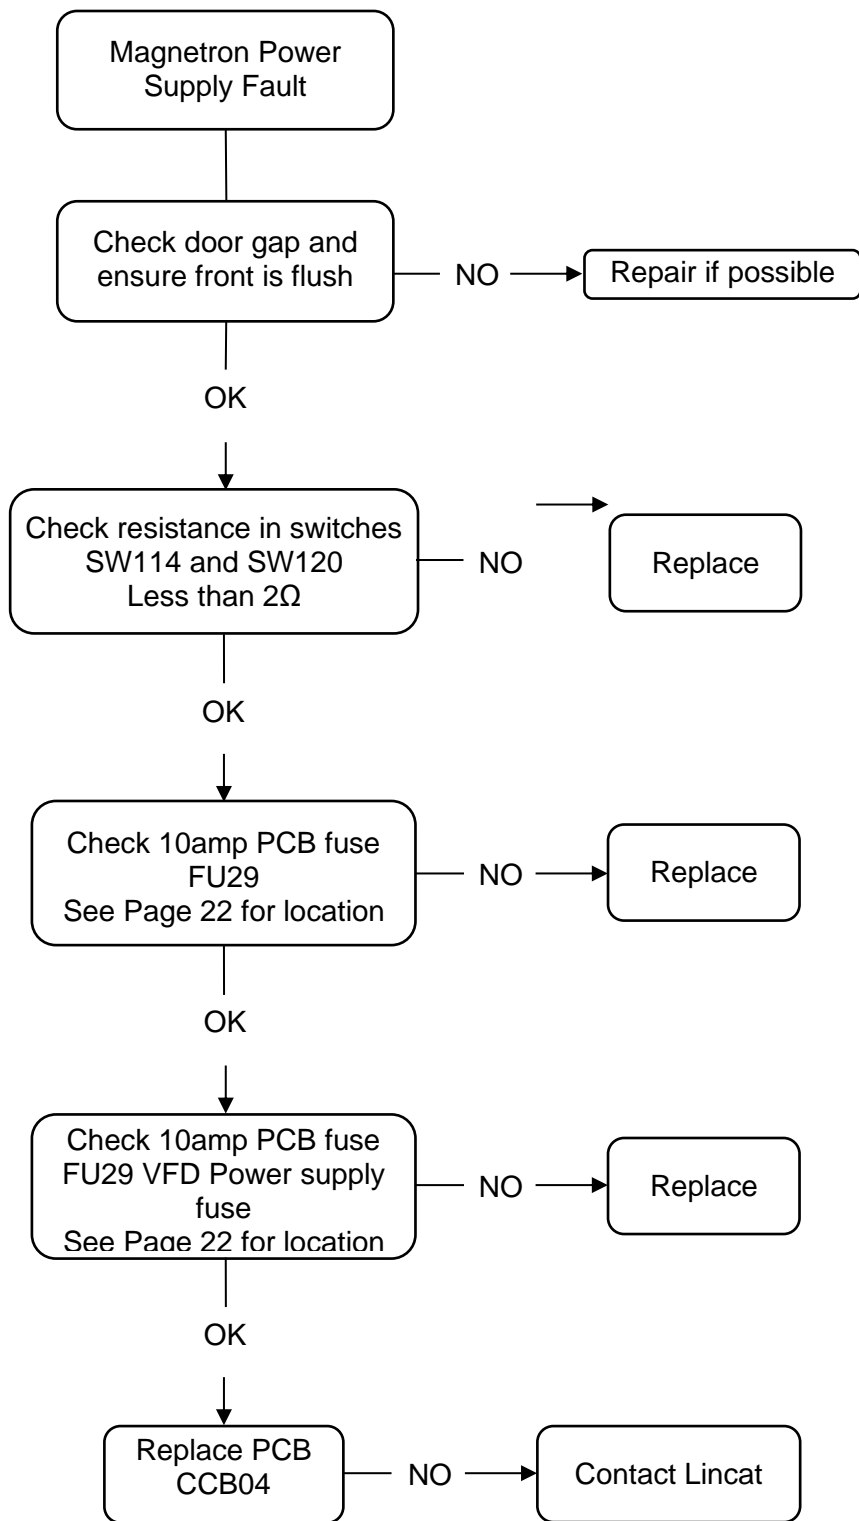 Magnetron Power
Supply Fault
Check door gap and
ensure front is flush
NO
Repair if possible
OK
Check resistance in switches
SW114 and SW120
Less than 2Ω
NO
Replace
OK
Check 10amp PCB fuse
FU29
See Page 22 for location
NO
Replace
OK
Check 10amp PCB fuse
FU29 VFD Power supply
fuse
See Page 22 for location
NO
Replace
OK
Replace PCB
CCB04
NO
Contact Lincat